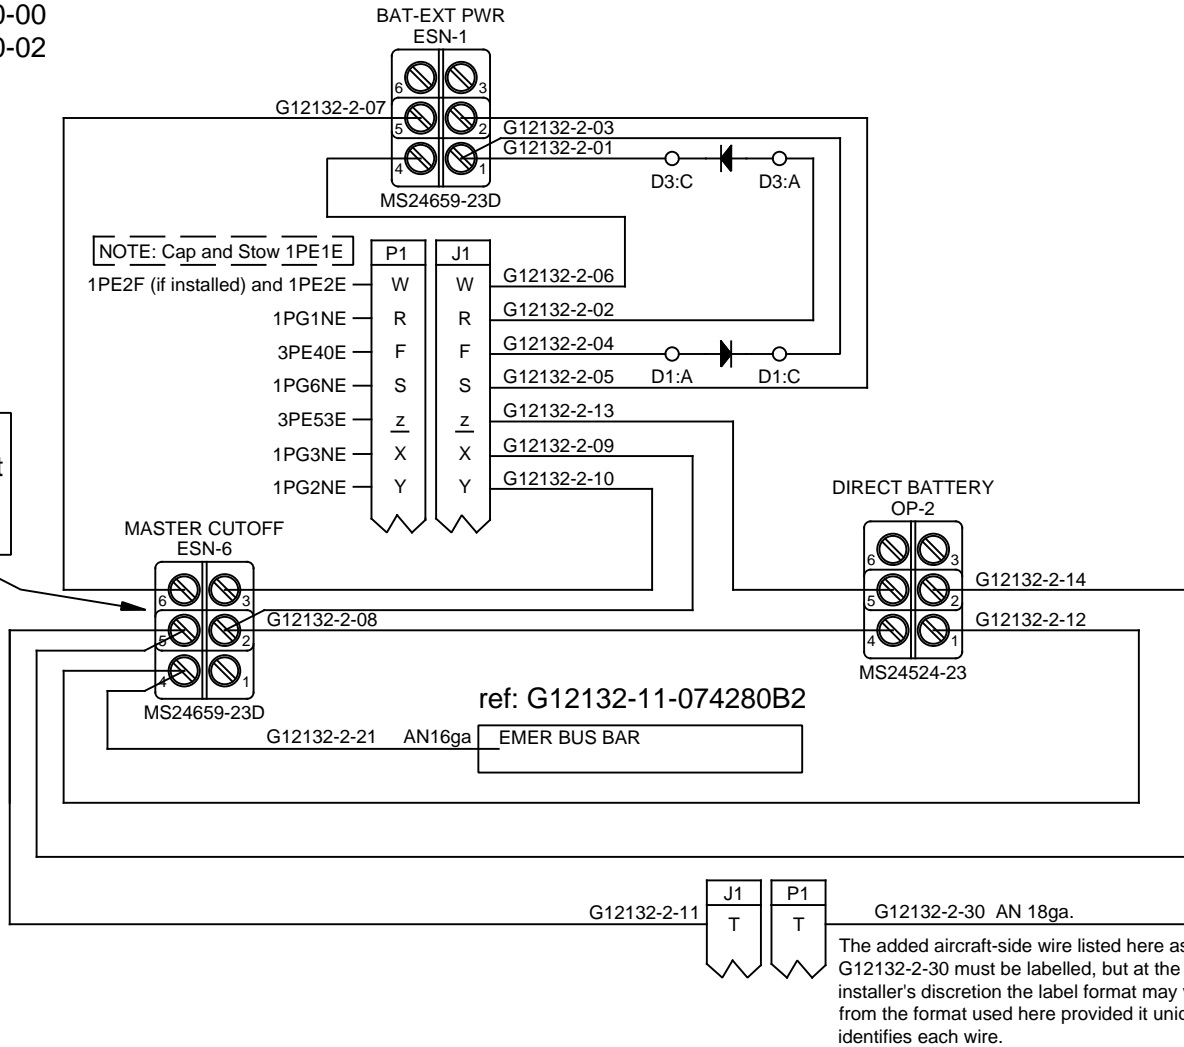 0-00
0-02
BAT-EXT PWR
ESN-1
6 3
G12132-2-07
5 2
G12132-2-03
G12132-2-01
4 1
D3:C D3:A
MS24659-23D
NOTE: Cap and Stow 1PE1E
P1 J1
1PE2F (if installed) and 1PE2E W W G12132-2-06
1PG1NE R R G12132-2-02
3PE40E F F G12132-2-04
D1:A D1:C
1PG6NE S S G12132-2-05
3PE53E z z G12132-2-13
1PG3NE X X G12132-2-09
1PG2NE Y Y G12132-2-10
t
DIRECT BATTERY
OP-2
6 3
5 2
G12132-2-14
4 1
G12132-2-12
MS24524-23
MASTER CUTOFF
ESN-6
6 3
5 2
G12132-2-08
4 1
MS24659-23D
ref: G12132-11-074280B2
G12132-2-21 AN16ga
EMER BUS BAR
J1 P1
G12132-2-11 T T G12132-2-30 AN 18ga.
The added aircraft-side wire listed here as
G12132-2-30 must be labelled, but at the
installer's discretion the label format may
from the format used here provided it
identifies each wire.